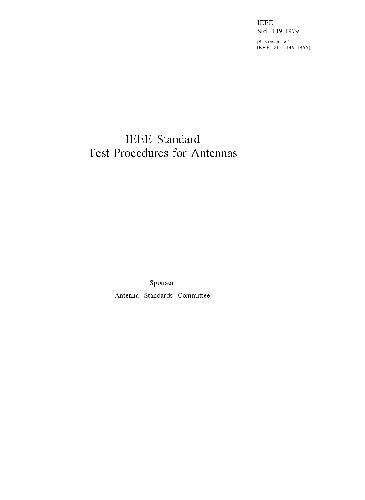 IEEE
Std 149-1979
IEEE Standard
Test Procedures for Antennas
Sponsor
Antenna Standards Committee